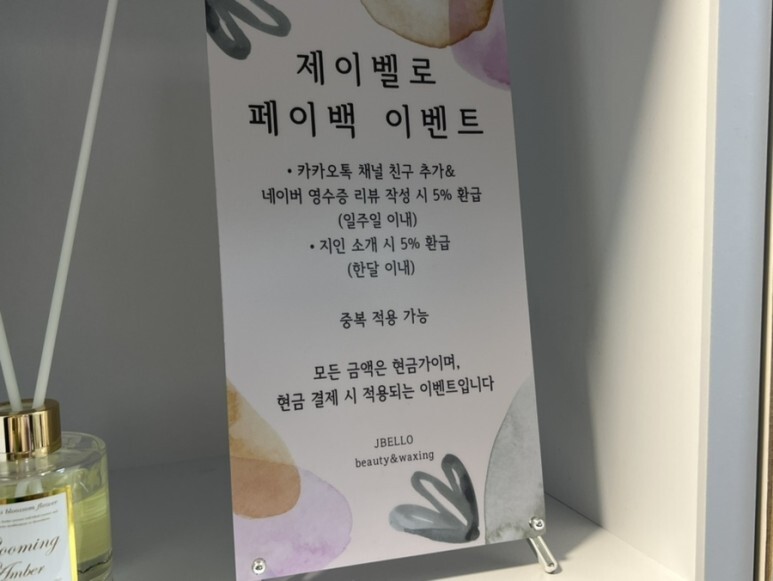 제이벨로
페이백 이벤트
• 카카오톡 채널 친구 추가&
네이버 영수증 리뷰 작성 시 5% 환급
(일주일 이내)
• 지인 소개 시 5% 환급
(한달 이내)
중복 적용 가능
모든 금액은 현금가이며,
현금 결제 시 적용되는 이벤트입니다
JBELLO
beauty&waxing
ooming
Amber